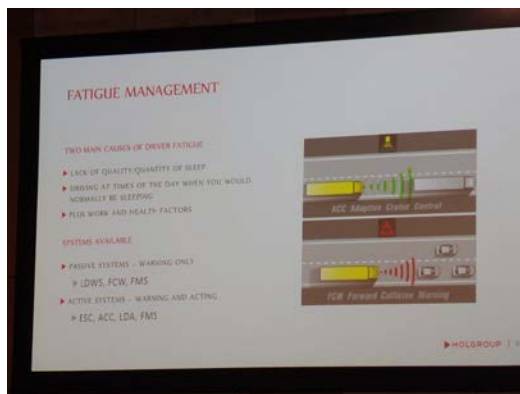 FATIGUE MANAGEMENT
TWO MAIN CAUSES OF DRIVER FATIGUE -
LACK OF QUALITY/QUANTITY OF SLEEP
DRIVING AT TIMES OF THE DAY WHEN YOU WOULD
NORMALLY BE SLEEPING
PLUS WORK AND HEALTH FACTORS
SYSTEMS AVAILABLE
PASSIVE SYSTEMS – WARNING ONLY
LDWS, FCW, FMS
ACTIVE SYSTEMS – WARNING AND ACTING
ESC, ACC, LDA, FMS
ACC Adaptive Cruise Control
FCW Forward Collision Warning
HOLGROUP |